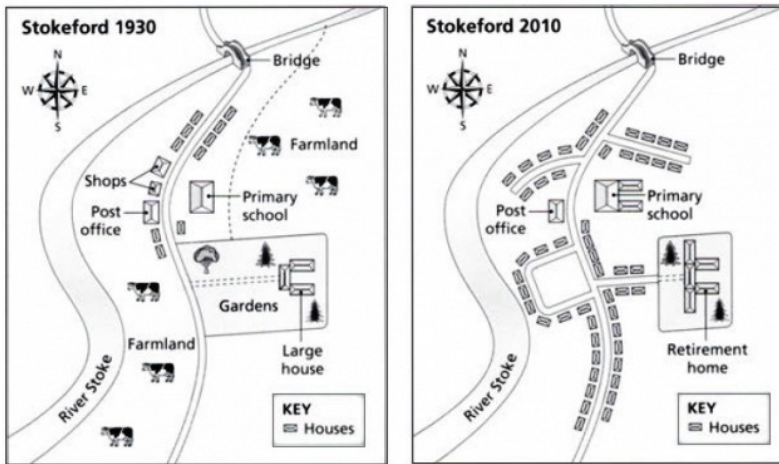 Stokeford 1930
N
W E
S
Bridge
Farmland
Shops
Post
office
Primary
school
Gardens
Farmland
Large
house
River Stoke
KEY
Houses
Stokeford 2010
N
W E
S
Bridge
Post
office
Primary
school
Retirement
home
River Stoke
KEY
Houses